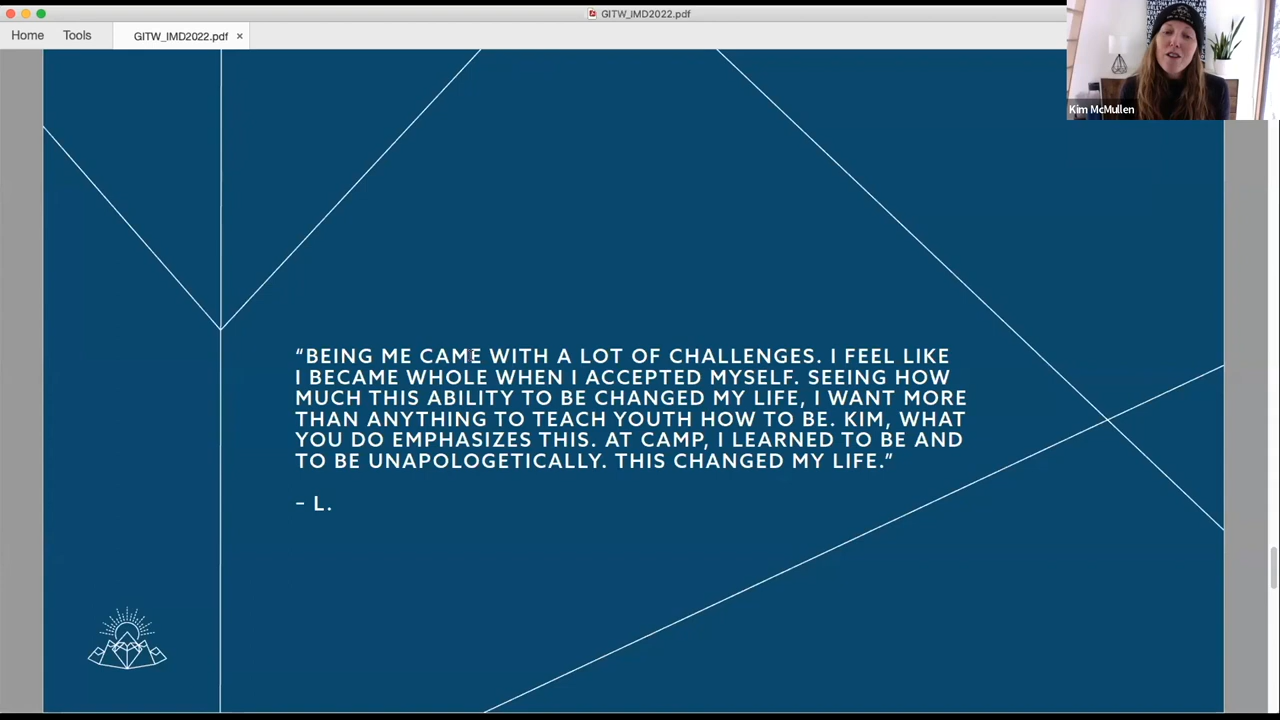 GITW_IMD2022.pdf
Home
Tools
GITW_IMD2022.pdf ×
Kim McMullen
“BEING ME CAME WITH A LOT OF CHALLENGES. I FEEL LIKE
I BECAME WHOLE WHEN I ACCEPTED MYSELF. SEEING HOW
MUCH THIS ABILITY TO BE CHANGED MY LIFE, I WANT MORE
THAN ANYTHING TO TEACH YOUTH HOW TO BE. KIM, WHAT
YOU DO EMPHASIZES THIS. AT CAMP, I LEARNED TO BE AND
TO BE UNAPOLOGETICALLY. THIS CHANGED MY LIFE.”
– L.